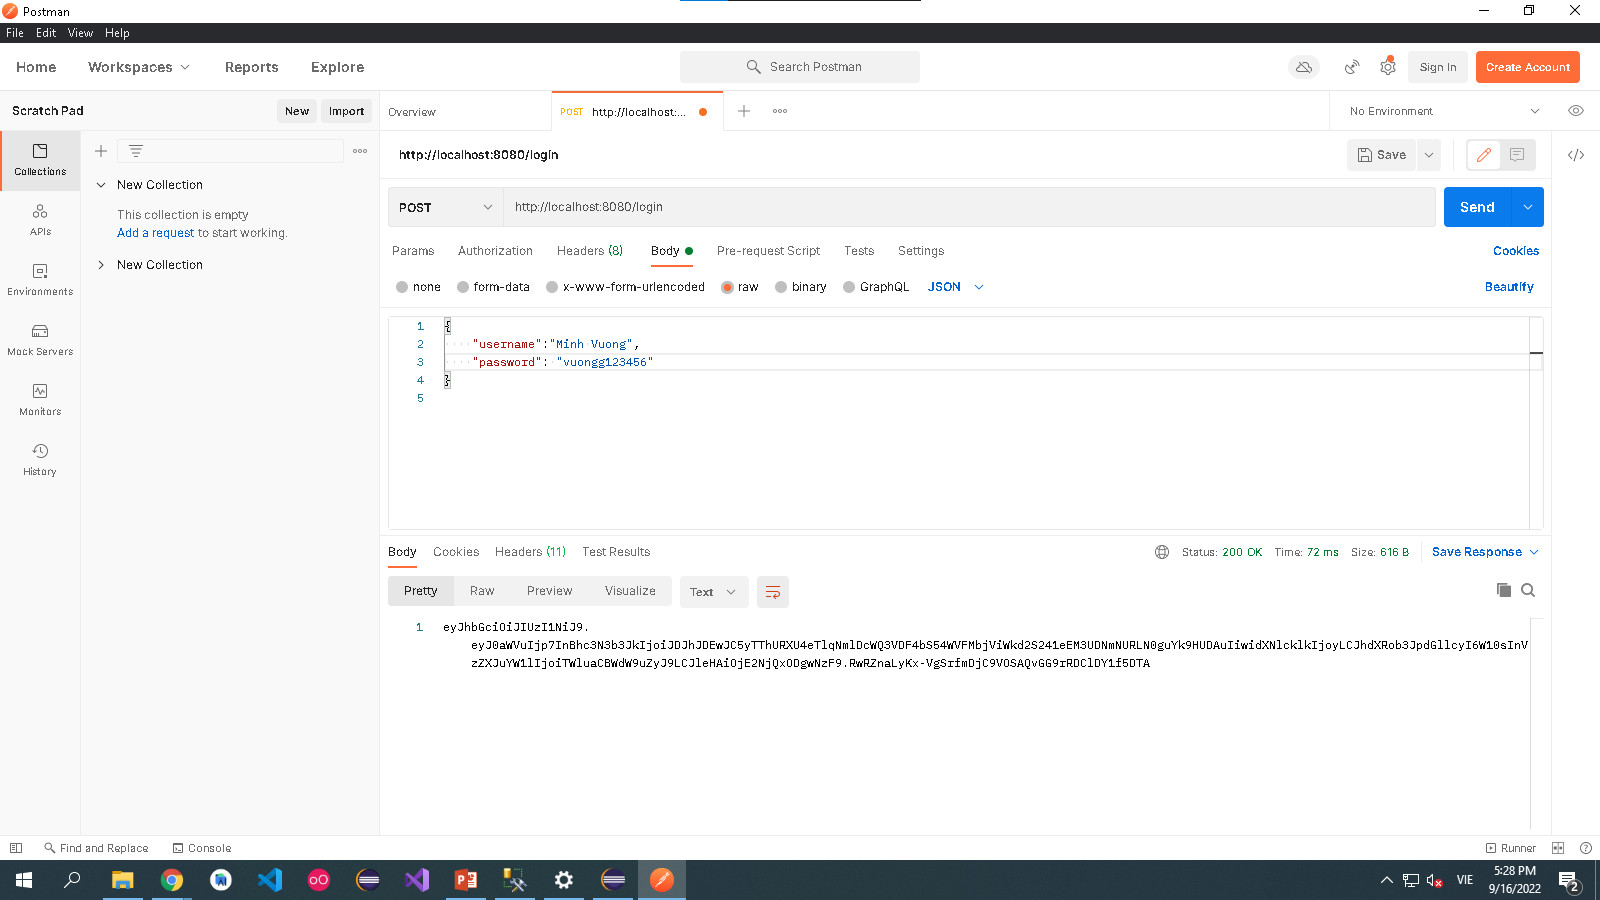 Postman
File Edit View Help
Home Workspaces Reports Explore Search Postman Sign In Create Account
Scratch Pad New Import Overview POST http://localhost:... No Environment
http://localhost:8080/login Save
Collections
New Collection
This collection is empty
Add a request to start working.
New Collection
APIs
Environments
Mock Servers
Monitors
History
POST http://localhost:8080/login Send
Params Authorization Headers (8) Body Pre-request Script Tests Settings Cookies
none form-data x-www-form-urlencoded raw binary GraphQL JSON Beautify
1 {
2 "username":"Minh Vuong",
3 "password": "vuongg123456"
4 }
5
Body Cookies Headers (11) Test Results Status: 200 OK Time: 72 ms Size: 616 B Save Response
Pretty Raw Preview Visualize Text
1 eyJhbGciOiJIUzI1NiJ9.
eyJ0aWVuIjp7InBhc3N3b3JkIjoiJDJhJDEwJC5yTThURXU4eTlqNmlDcWQ3VDF4bS54WVFMbjViWkd2S241eEM3UDNmNURLN0guYk9HUDAuIiwidXNlcklkIjoyLCJhdXRob3JpdGllcyI6W10sInV
zZXJuYW1lIjoiTWluaCBWdW9uZyJ9LCJleHAiOjE2NjQxODgwNzF9.RwRZnaLyKx-VgSrfmDjC9VOSAQvGG9rRDClDY1f5DTA
Find and Replace Console Runner
VIE 5:28 PM
9/16/2022 2